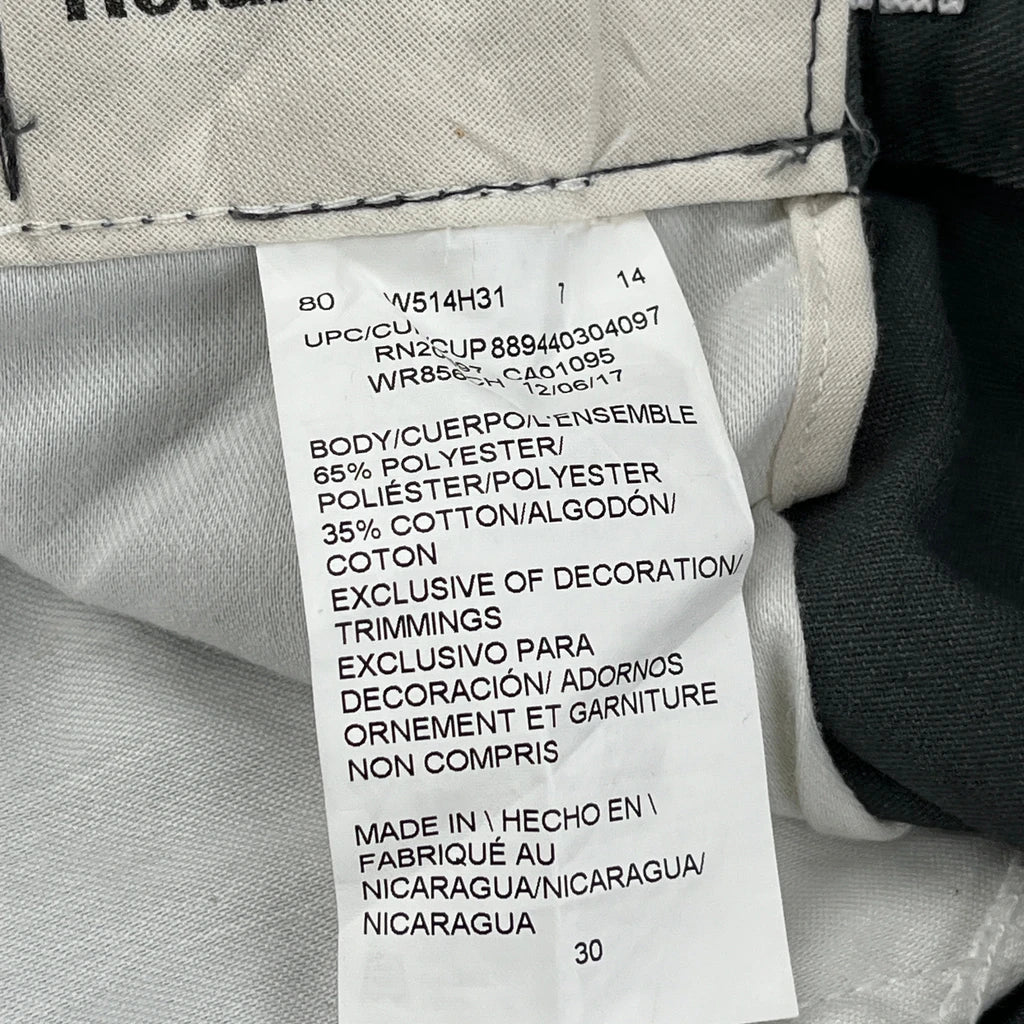 80 W514H31 14
UPC/CU
CUP889440304097
WR856 CA01095
12/06/17
BODY/CUERPO/L'ENSEMBLE
65% POLYESTER/
POLIÉSTER/POLYESTER
35% COTTON/ALGODÓN/
COTON
EXCLUSIVE OF DECORATION/
TRIMMINGS
EXCLUSIVO PARA
DECORACIÓN/ ADORNOS
ORNEMENT ET GARNITURE
NON COMPRIS
MADE IN \ HECHO EN \
FABRIQUÉ AU
NICARAGUA/NICARAGUA/
NICARAGUA
30